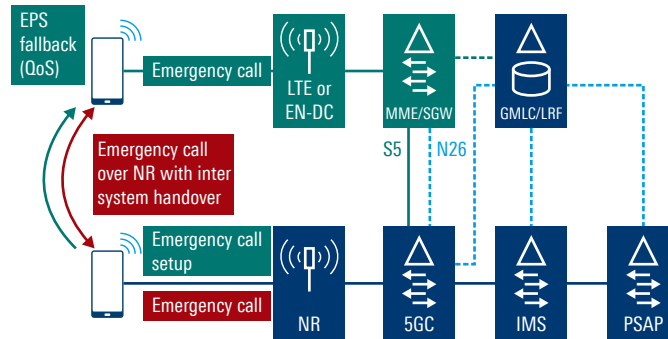 EPS
fallback
(QoS)
Emergency call
LTE or
EN-DC
MME/SGW
GMLC/LRF
Emergency call
over NR with inter
system handover
S5
N26
Emergency call
setup
Emergency call
NR
5GC
IMS
PSAP